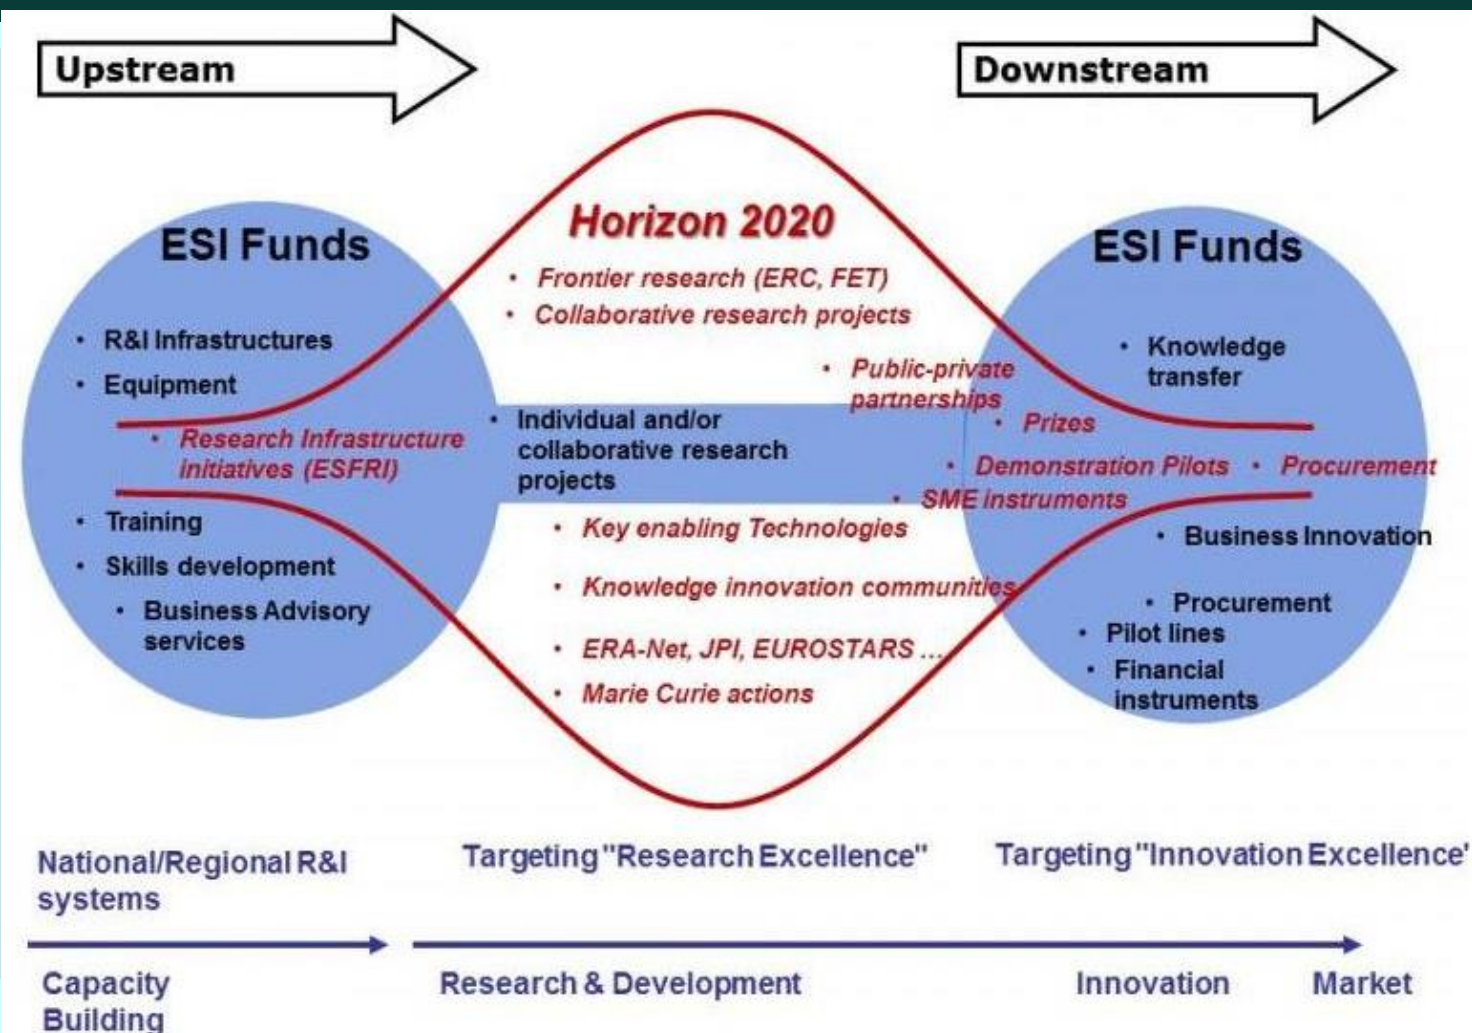 Upstream
Downstream
ESI Funds
• R&I Infrastructures
• Equipment
• Research Infrastructure
initiatives (ESFRI)
• Training
• Skills development
• Business Advisory
services
Horizon 2020
• Frontier research (ERC, FET)
• Collaborative research projects
• Public-private
partnerships
• Individual and/or
collaborative research
projects
• Prizes
• Demonstration Pilots • Procurement
• SME instruments
• Key enabling Technologies
• Knowledge innovation communities
• ERA-Net, JPI, EUROSTARS ...
• Marie Curie actions
ESI Funds
• Knowledge
transfer
• Business Innovation
• Procurement
• Pilot lines
• Financial
instruments
National/Regional R&I
systems
Targeting "Research Excellence"
Targeting "Innovation Excellence'
Capacity
Building
Research & Development
Innovation
Market